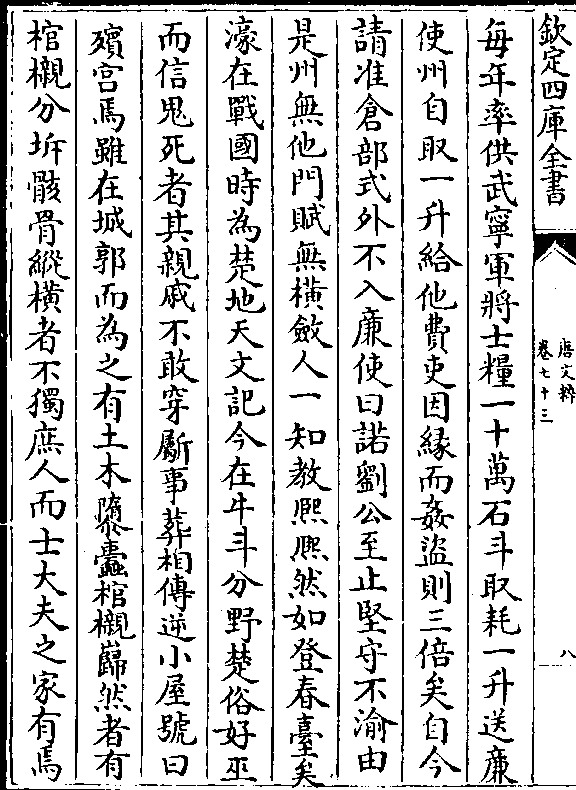 欽定四庫全書
唐文粹
卷七十三
八
每年率供武寧軍將士糧一十萬石斗取耗一升送廉
使州自取一升給他費吏因緣而姦盜則三倍矣自今
請准倉部式外不入廉使曰諾劉公至止堅守不渝由
是州無他門賦無橫斂人一知教熈熈然如登春臺矣
濠在戰國時為楚地天文記今在牛斗分野楚俗好巫
而信鬼死者其親戚不敢穿斸事葬相傳逆小屋號曰
殯宫焉雖在城郭而為之有土木隳蠹棺櫬巋然者有
棺櫬分坼骸骨縱橫者不獨庶人而士大夫之家有焉